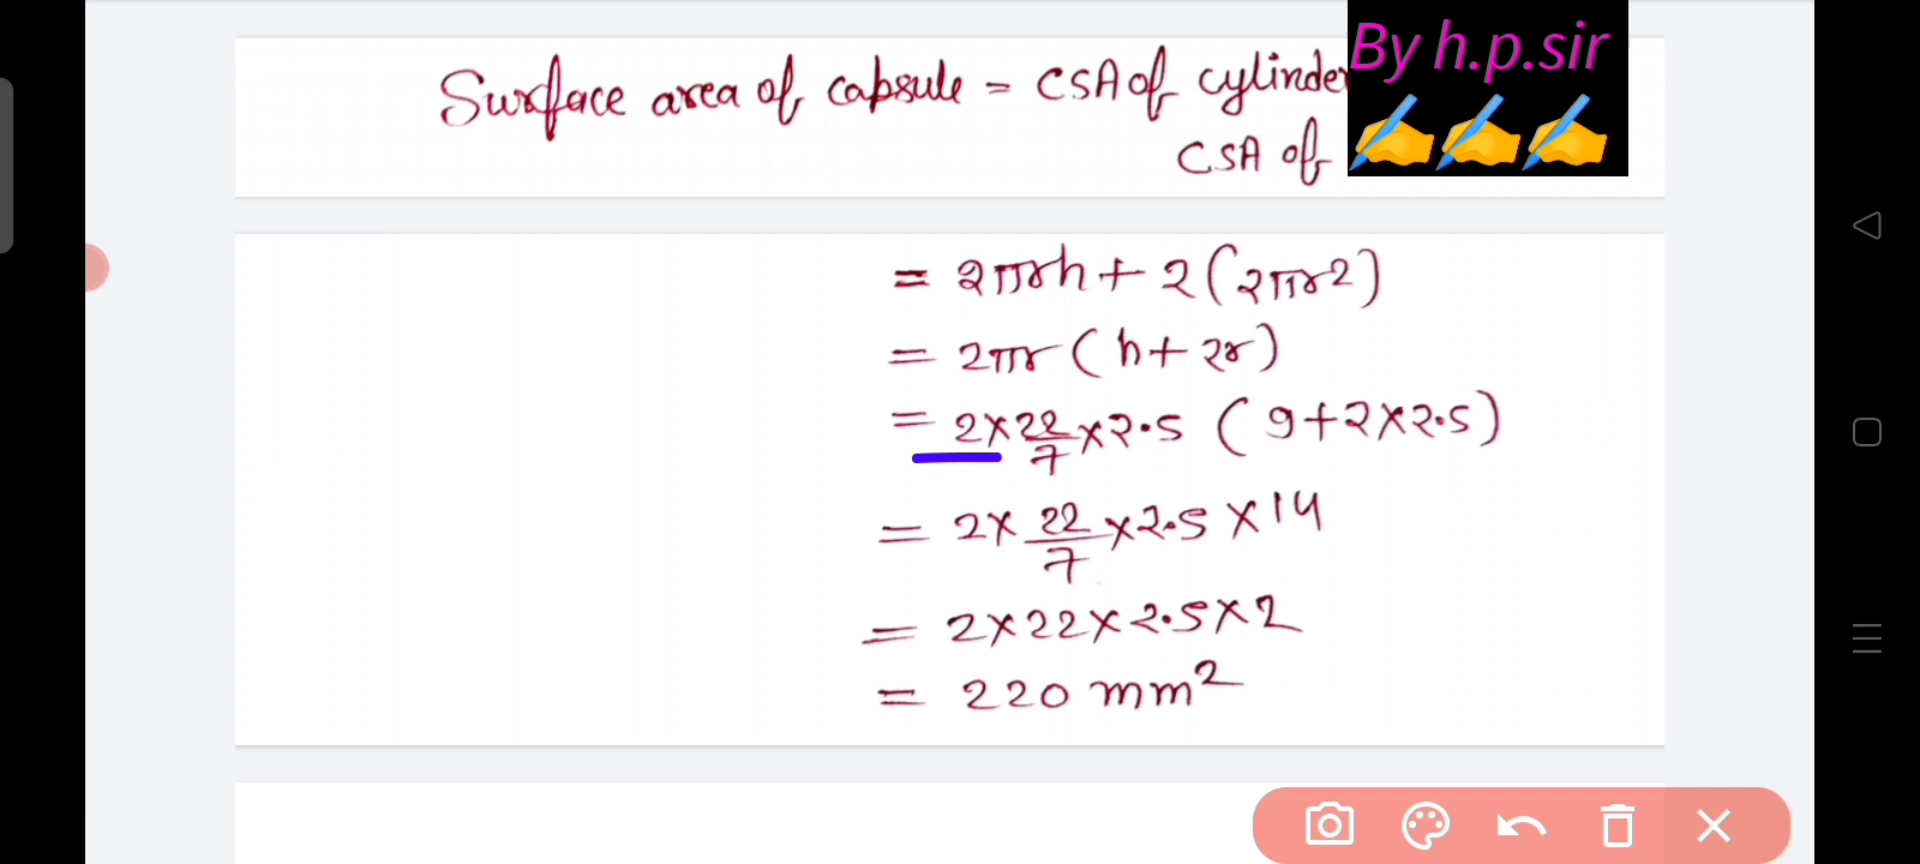 Surface area of capsule = CSA of cylinder
CSA of
By h.p.sir
= 2πrh + 2(2πr2)
= 2πr (h + 2r)
= 2 × 22/7 × 2.5 (9 + 2 × 2.5)
= 2 × 22/7 × 2.5 × 14
= 2 × 22 × 2.5 × 2
= 220 mm²